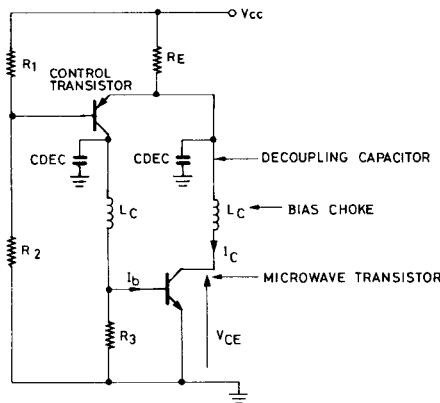 Vcc
R1
RE
CONTROL
TRANSISTOR
CDEC
CDEC
DECOUPLING CAPACITOR
LC
LC
BIAS CHOKE
IC
R2
Ib
MICROWAVE TRANSISTOR
R3
VCE